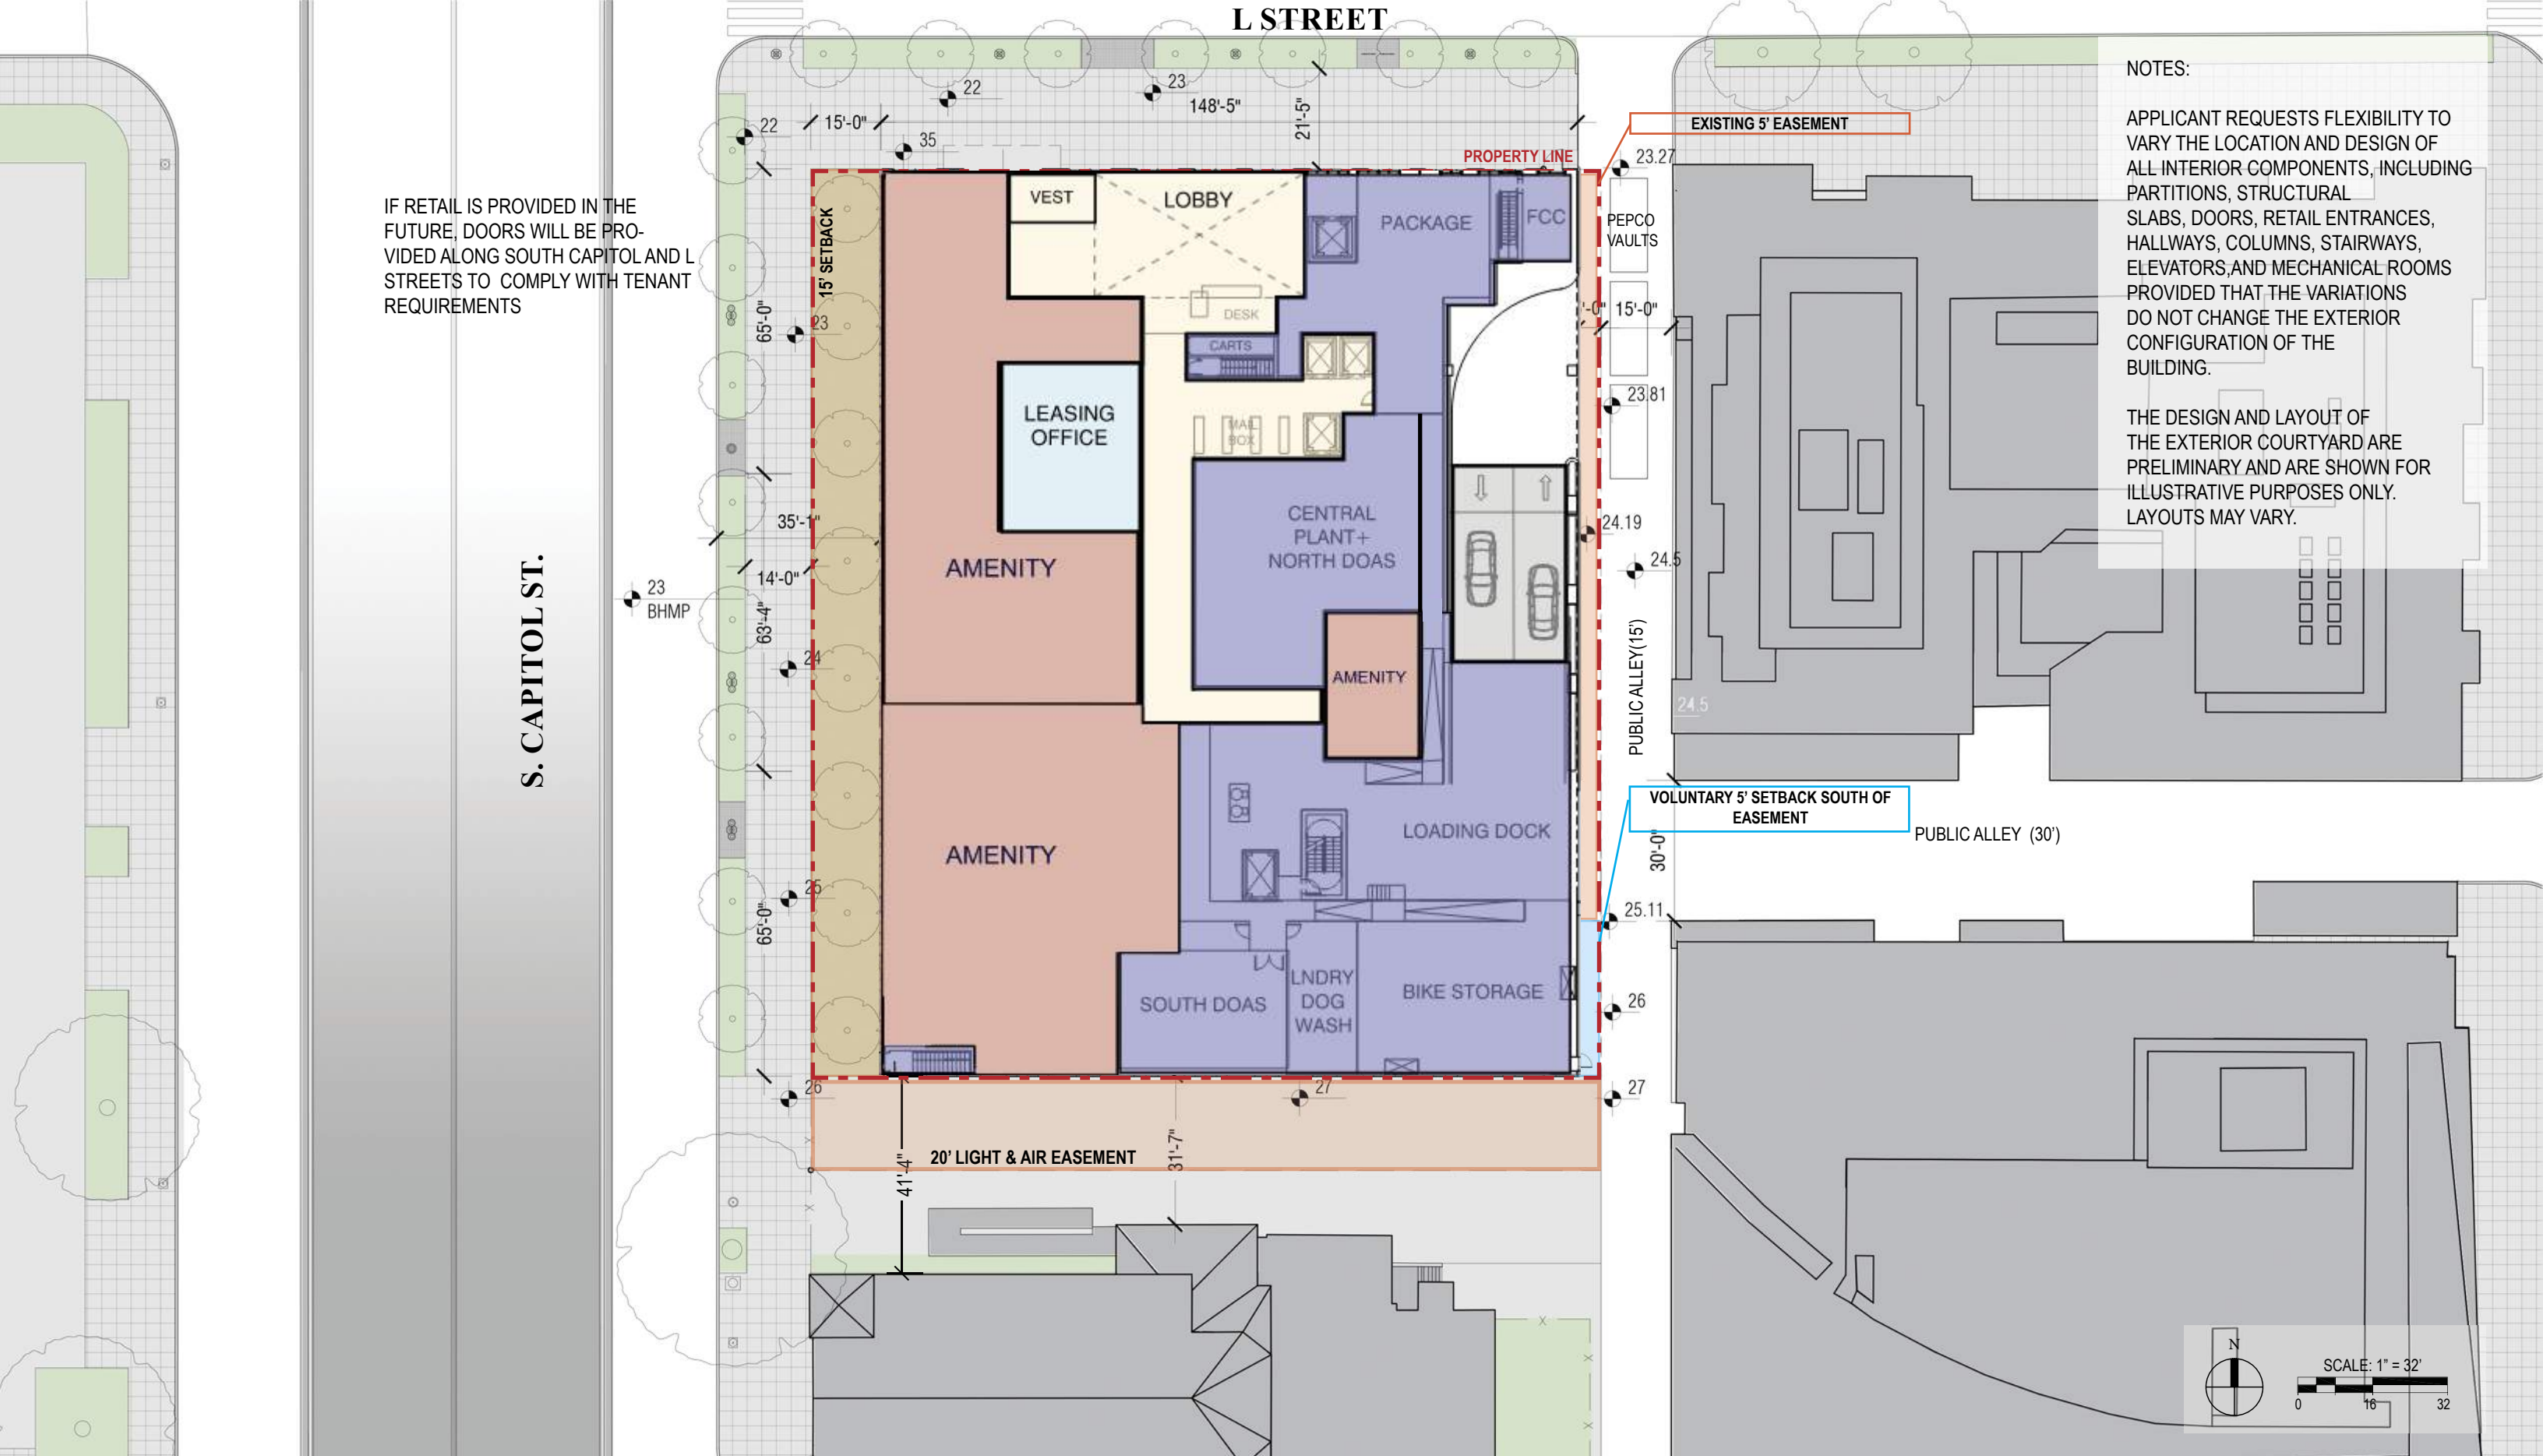 L STREET
22
23
148'-5"
22
15'-0"
21'-5"
35
EXISTING 5' EASEMENT
PROPERTY LINE
23.27
NOTES:
APPLICANT REQUESTS FLEXIBILITY TO
VARY THE LOCATION AND DESIGN OF
ALL INTERIOR COMPONENTS, INCLUDING
PARTITIONS, STRUCTURAL
SLABS, DOORS, RETAIL ENTRANCES,
HALLWAYS, COLUMNS, STAIRWAYS,
ELEVATORS,AND MECHANICAL ROOMS
PROVIDED THAT THE VARIATIONS
DO NOT CHANGE THE EXTERIOR
CONFIGURATION OF THE
BUILDING.
THE DESIGN AND LAYOUT OF
THE EXTERIOR COURTYARD ARE
PRELIMINARY AND ARE SHOWN FOR
ILLUSTRATIVE PURPOSES ONLY.
LAYOUTS MAY VARY.
IF RETAIL IS PROVIDED IN THE
FUTURE, DOORS WILL BE PRO-
VIDED ALONG SOUTH CAPITOL AND L
STREETS TO COMPLY WITH TENANT
REQUIREMENTS
15' SETBACK
VEST
LOBBY
PACKAGE
FCC
PEPCO
VAULTS
65'-0"
23
DESK
'-0"
15'-0"
CARTS
23.81
LEASING
OFFICE
MAIL
BOX
35'-1"
CENTRAL
PLANT+
NORTH DOAS
24.19
24.5
AMENITY
14'-0"
S. CAPITOL ST.
23
BHMP
63'-4"
24
AMENITY
PUBLIC ALLEY(15')
24.5
VOLUNTARY 5' SETBACK SOUTH OF
EASEMENT
PUBLIC ALLEY (30')
30'-0"
LOADING DOCK
AMENITY
25
65'-0"
25.11
SOUTH DOAS
LNDRY
DOG
WASH
BIKE STORAGE
26
26
27
27
20' LIGHT & AIR EASEMENT
41'-4"
31'-7"
N
SCALE: 1" = 32'
0
16
32